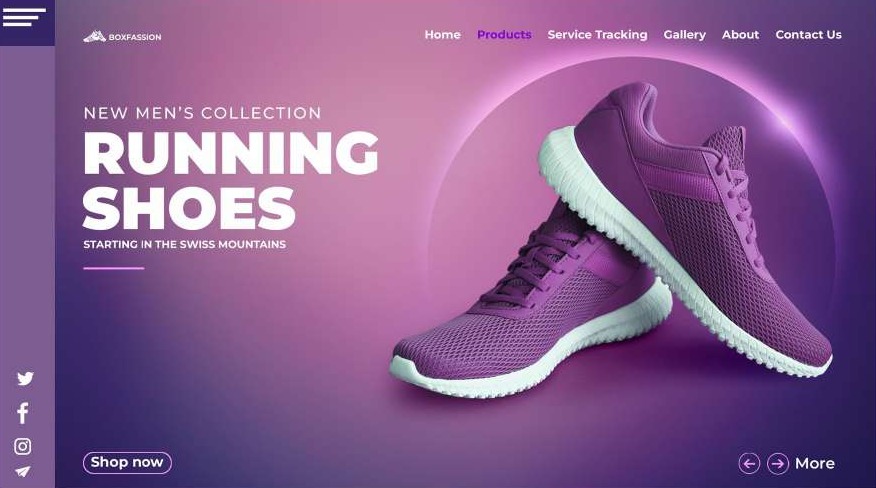 BOXFASSION
Home Products Service Tracking Gallery About Contact Us
NEW MEN'S COLLECTION
RUNNING
SHOES
STARTING IN THE SWISS MOUNTAINS
Shop now
More